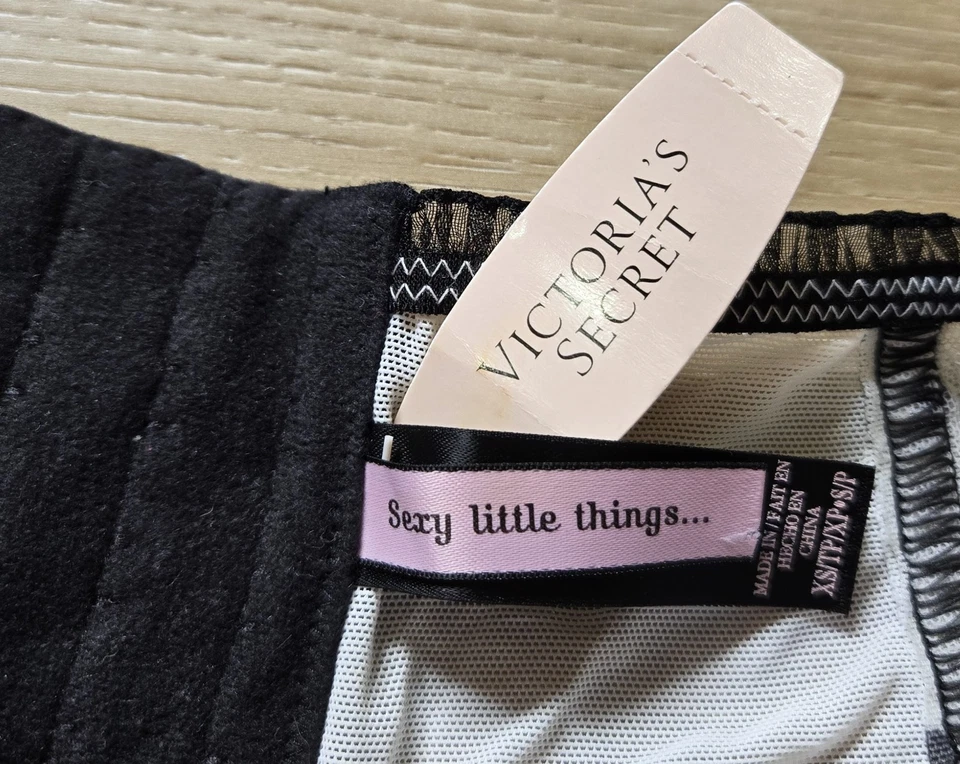 VICTORIA'S
SECRET
Sexy little things...
MADE IN/FAIT EN
HECHO EN
CHINA
XS/TP/XP•S/P